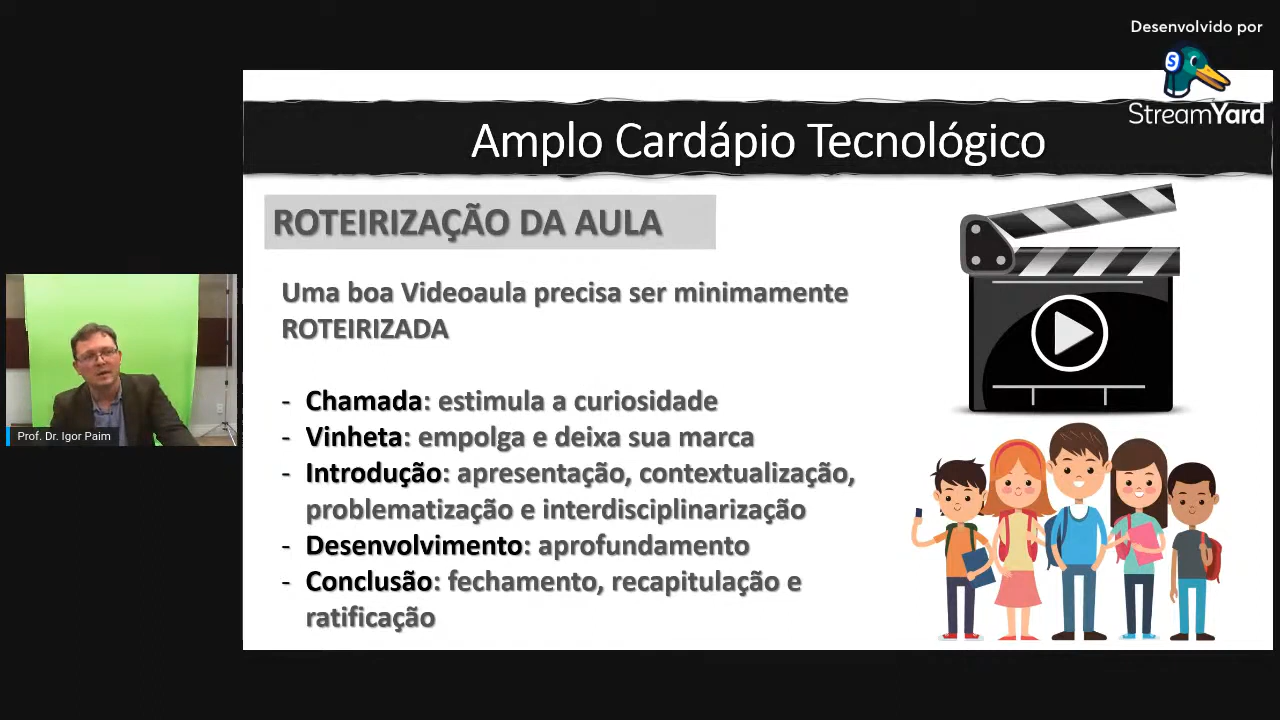 Desenvolvido por
S
StreamYard
Amplo Cardápio Tecnológico
ROTEIRIZAÇÃO DA AULA
Uma boa Videoaula precisa ser minimamente
ROTEIRIZADA
- Chamada: estimula a curiosidade
- Vinheta: empolga e deixa sua marca
- Introdução: apresentação, contextualização,
problematização e interdisciplinarização
- Desenvolvimento: aprofundamento
- Conclusão: fechamento, recapitulação e
ratificação
Prof. Dr. Igor Paim